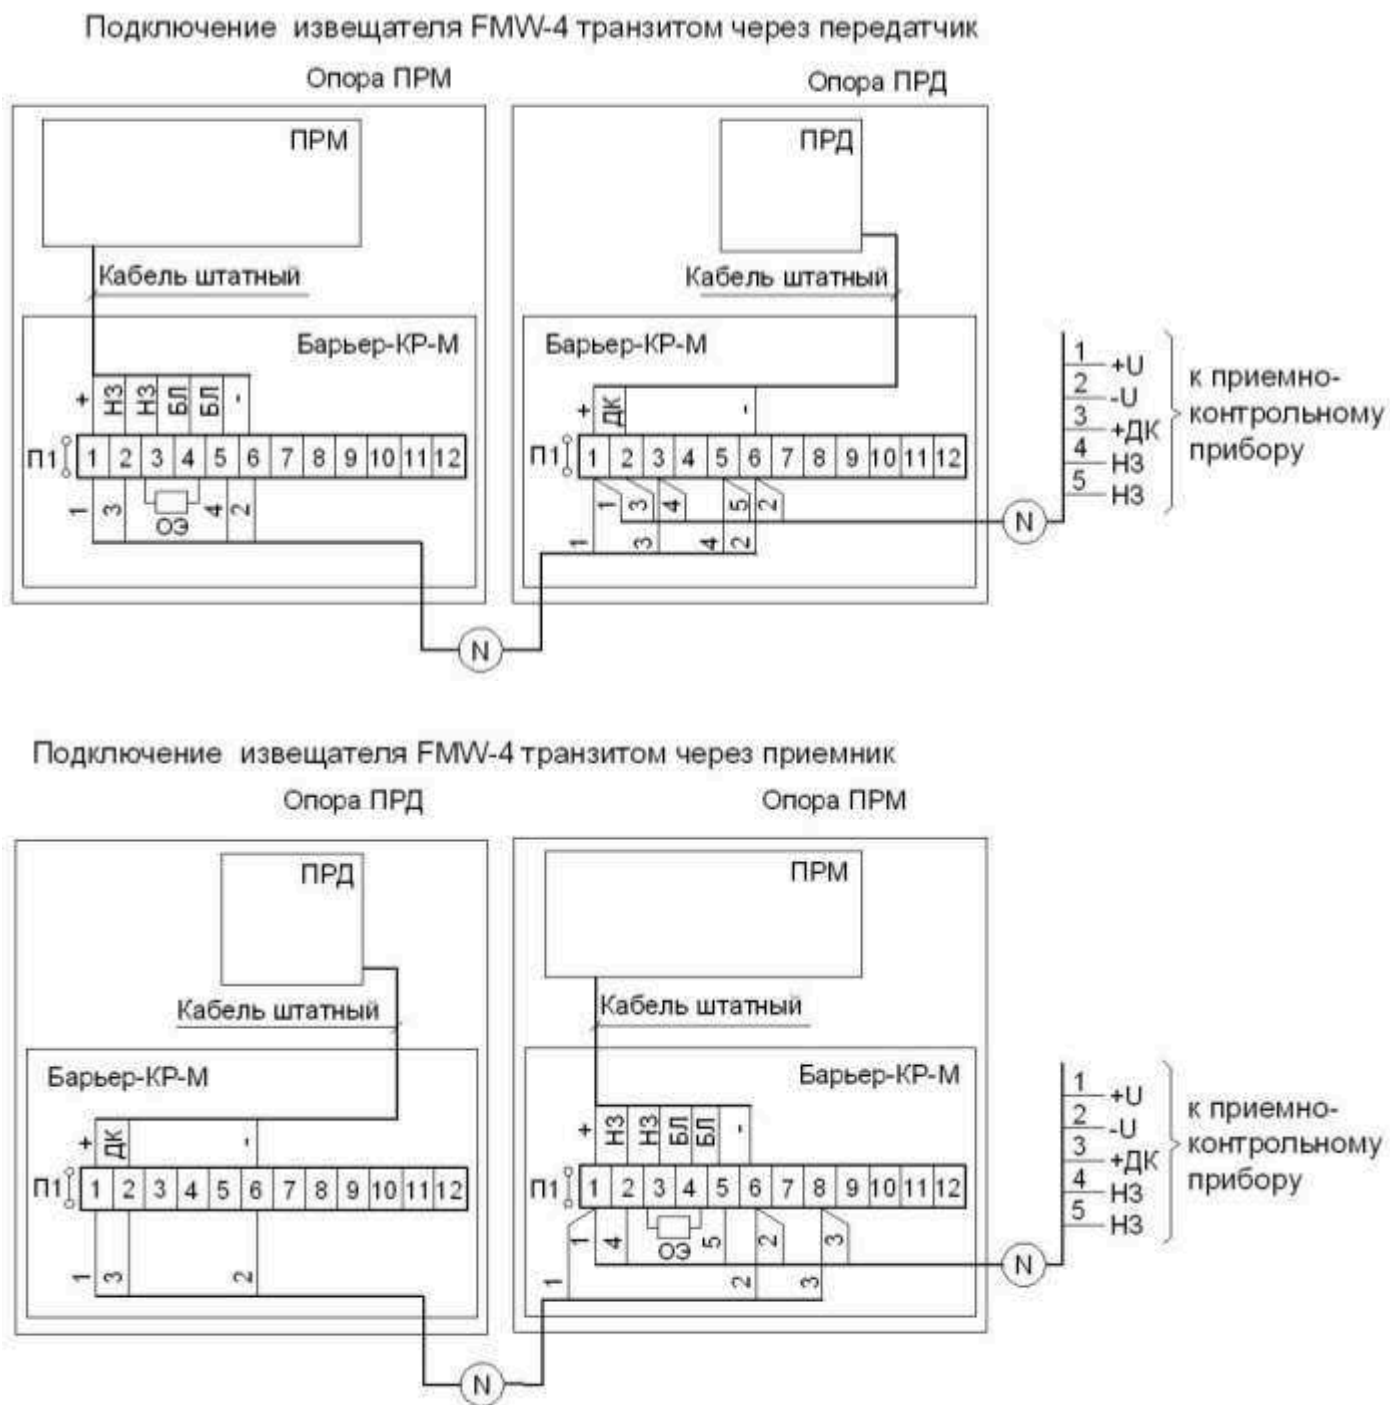 Подключение извещателя FMW-4 транзитом через передатчик
Опора ПРМ
Опора ПРД
ПРМ
ПРД
Кабель штатный
Кабель штатный
Барьер-КР-М
Барьер-КР-М
+ НЗ НЗ БЛ БЛ -
+ ДК -
П1 1 2 3 4 5 6 7 8 9 10 11 12
П1 1 2 3 4 5 6 7 8 9 10 11 12
1 3 ОЭ 4 2
1 3 4 5 2
1 3 4 2
N
N
1 +U
2 -U
3 +ДК
4 НЗ
5 НЗ
к приемно-
контрольному
прибору
Подключение извещателя FMW-4 транзитом через приемник
Опора ПРД
Опора ПРМ
ПРД
ПРМ
Кабель штатный
Кабель штатный
Барьер-КР-М
Барьер-КР-М
+ ДК -
+ НЗ НЗ БЛ БЛ -
П1 1 2 3 4 5 6 7 8 9 10 11 12
П1 1 2 3 4 5 6 7 8 9 10 11 12
1 3 2
1 4 ОЭ 5 2 3
1 2 3
N
N
1 +U
2 -U
3 +ДК
4 НЗ
5 НЗ
к приемно-
контрольному
прибору